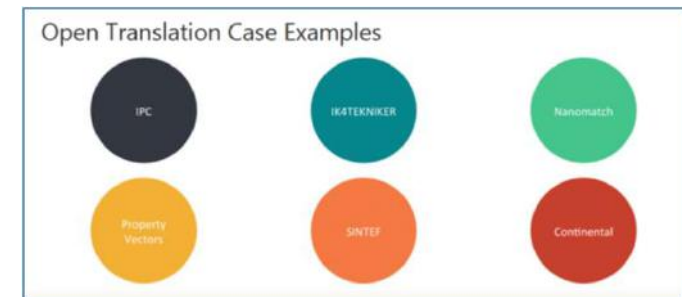 Open Translation Case Examples
IPC
IK4TEKNIKER
Nanomatch
Property
Vectors
SINTEF
Continental